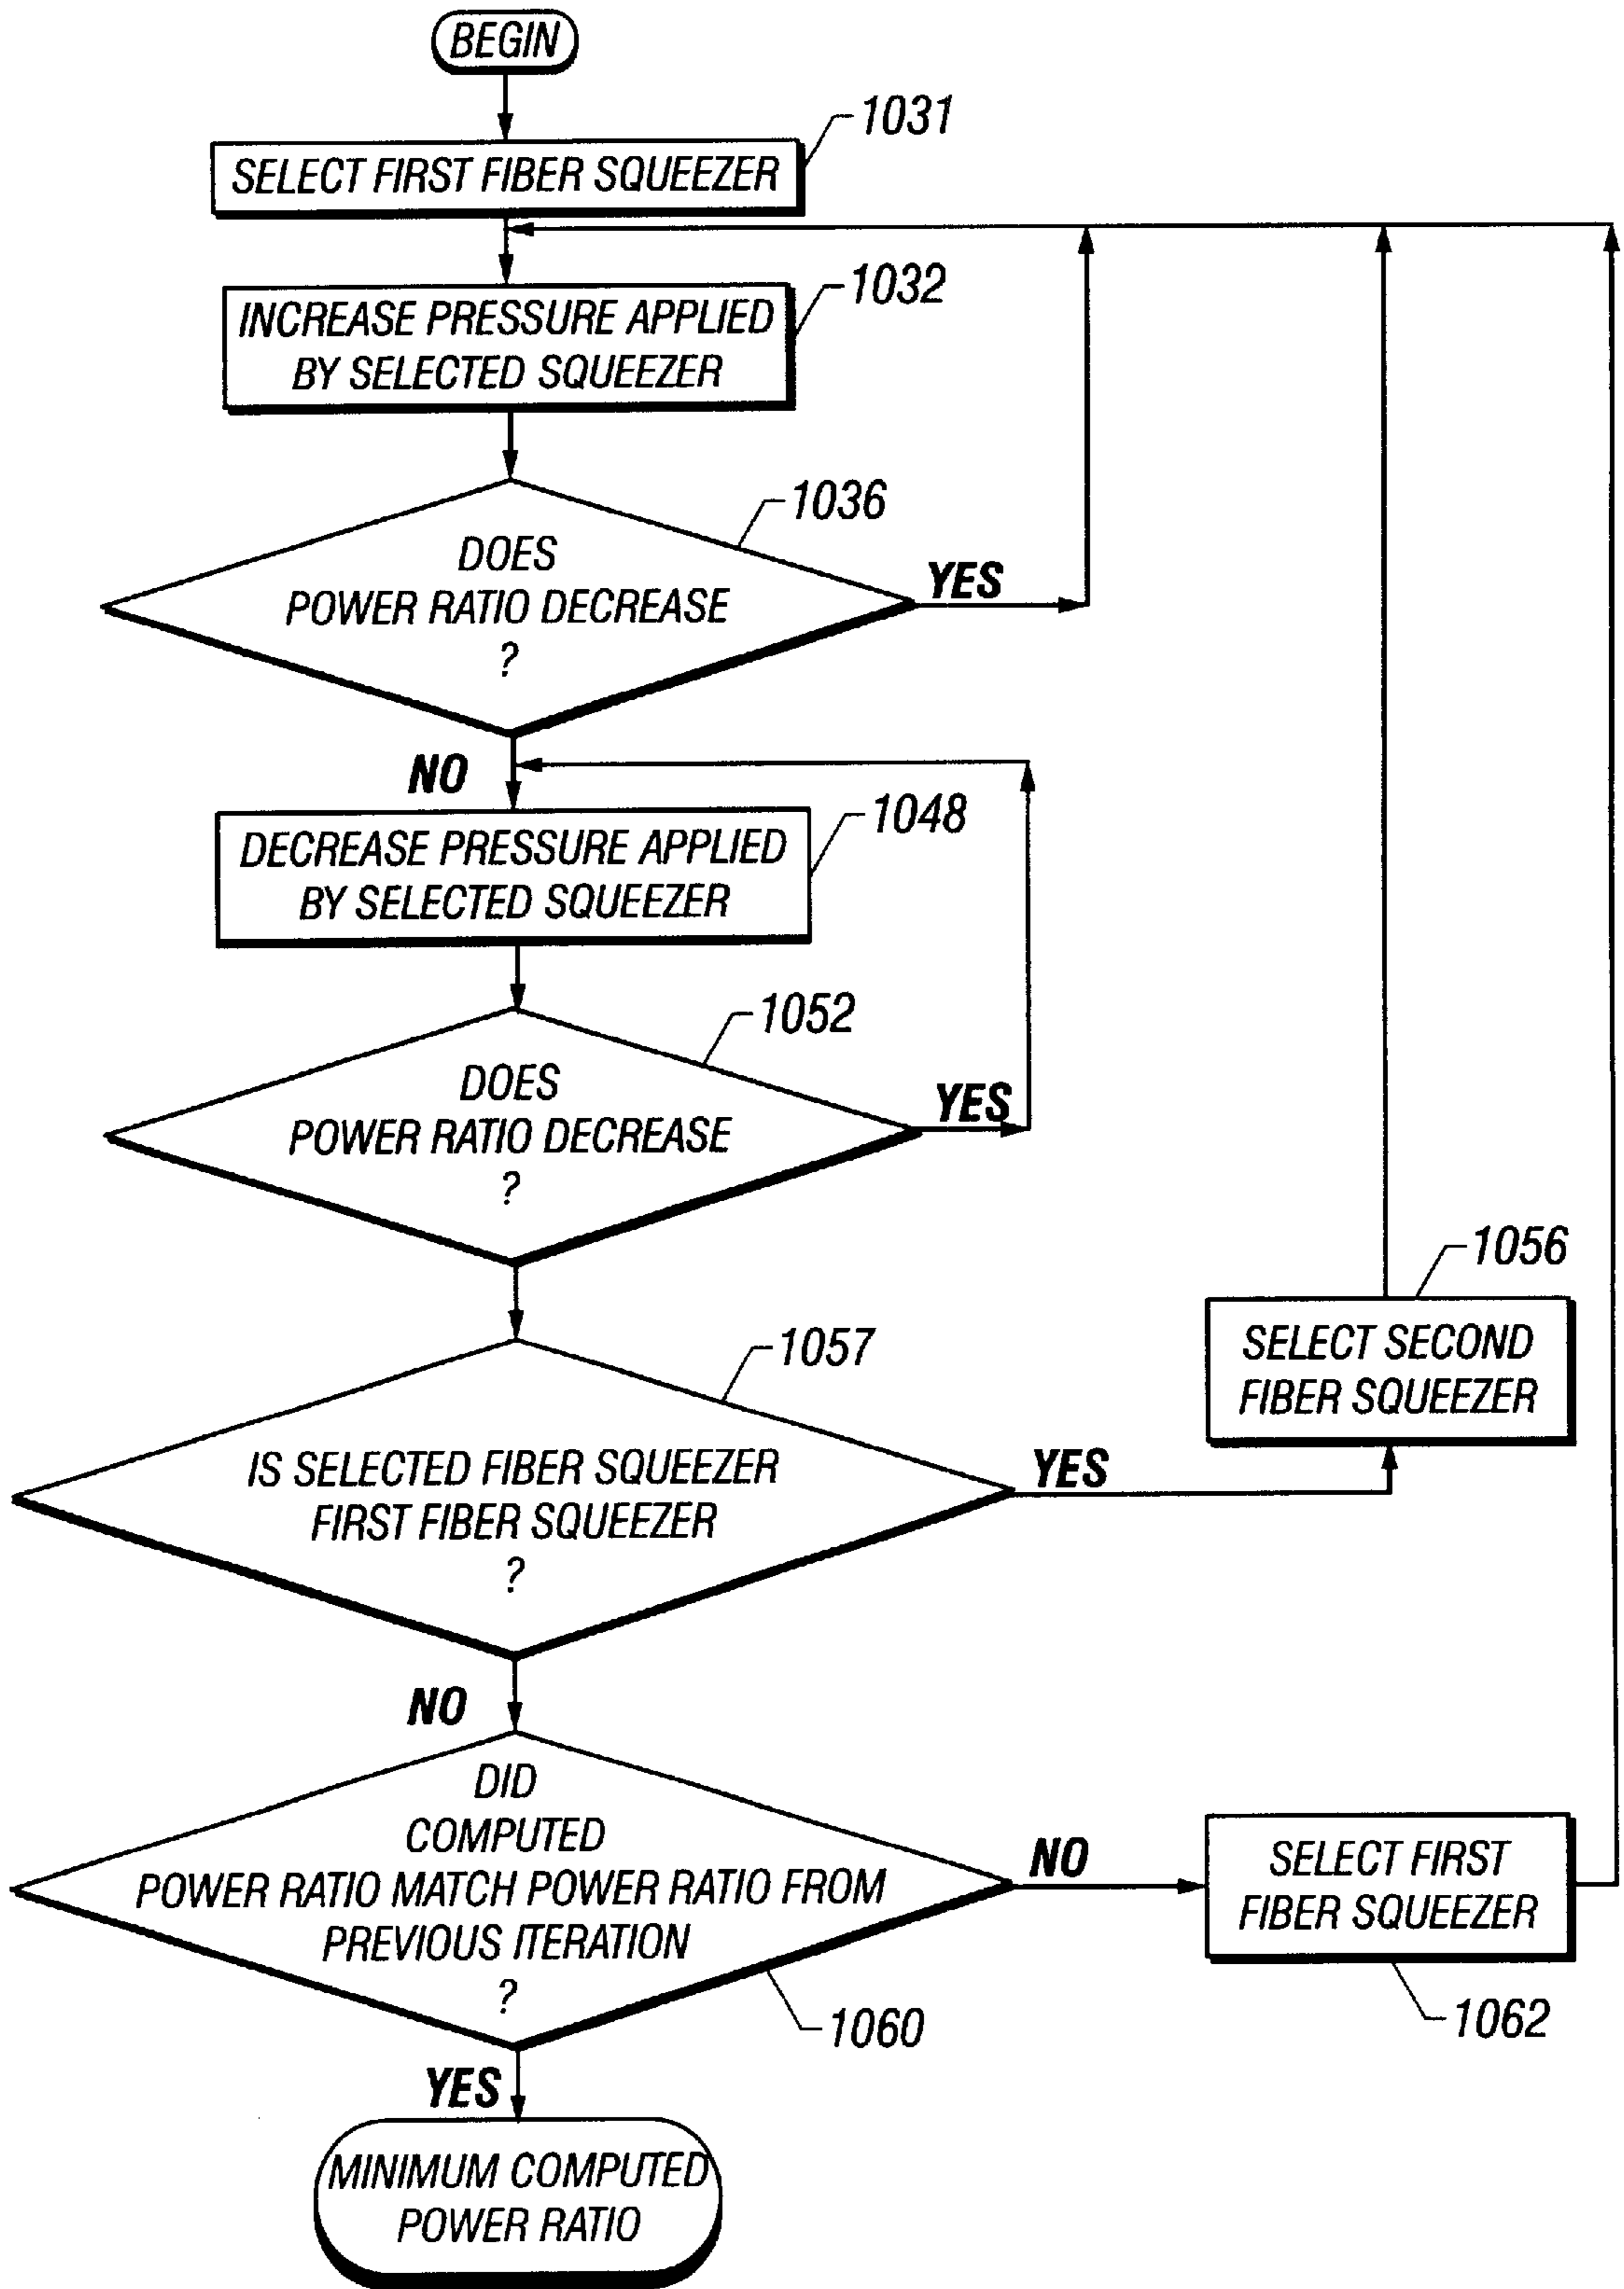 BEGIN
1031
SELECT FIRST FIBER SQUEEZER
1032
INCREASE PRESSURE APPLIED
BY SELECTED SQUEEZER
1036
DOES
POWER RATIO DECREASE
?
YES
NO
1048
DECREASE PRESSURE APPLIED
BY SELECTED SQUEEZER
1052
DOES
POWER RATIO DECREASE
?
YES
1056
SELECT SECOND
FIBER SQUEEZER
1057
IS SELECTED FIBER SQUEEZER
FIRST FIBER SQUEEZER
?
YES
NO
DID
COMPUTED
POWER RATIO MATCH POWER RATIO FROM
PREVIOUS ITERATION
?
NO
SELECT FIRST
FIBER SQUEEZER
1060
1062
YES
MINIMUM COMPUTED
POWER RATIO